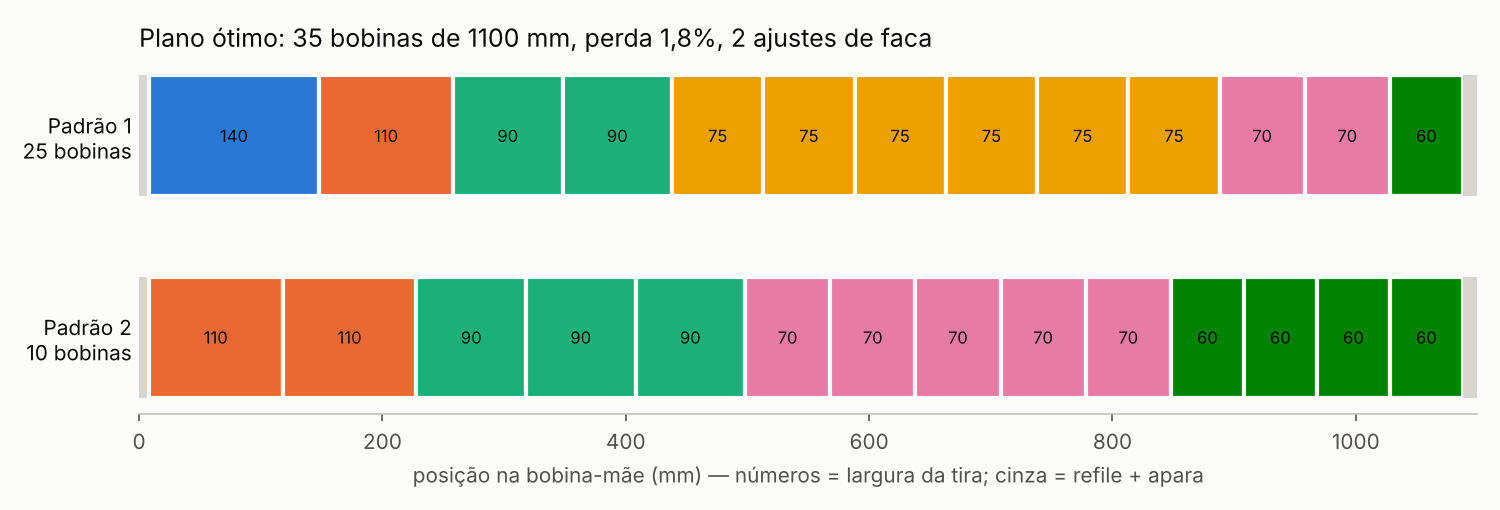 Plano ótimo: 35 bobinas de 1100 mm, perda 1,8%, 2 ajustes de faca
Padrão 1
25 bobinas
140 110 90 90 75 75 75 75 75 75 70 70 60
Padrão 2
10 bobinas
110 110 90 90 90 70 70 70 70 70 60 60 60 60
0 200 400 600 800 1000
posição na bobina-mãe (mm) — números = largura da tira; cinza = refile + apara